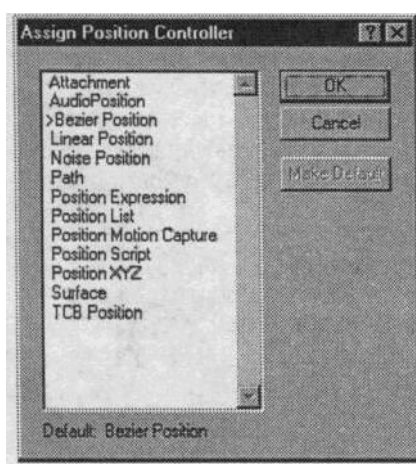 Assign Position Controller
Attachment
AudioPosition
>Bezier Position
Linear Position
Noise Position
Path
Position Expression
Position List
Position Motion Capture
Position Script
Position XYZ
Surface
TCB Position
OK
Cancel
Make Default
Default: Bezier Position